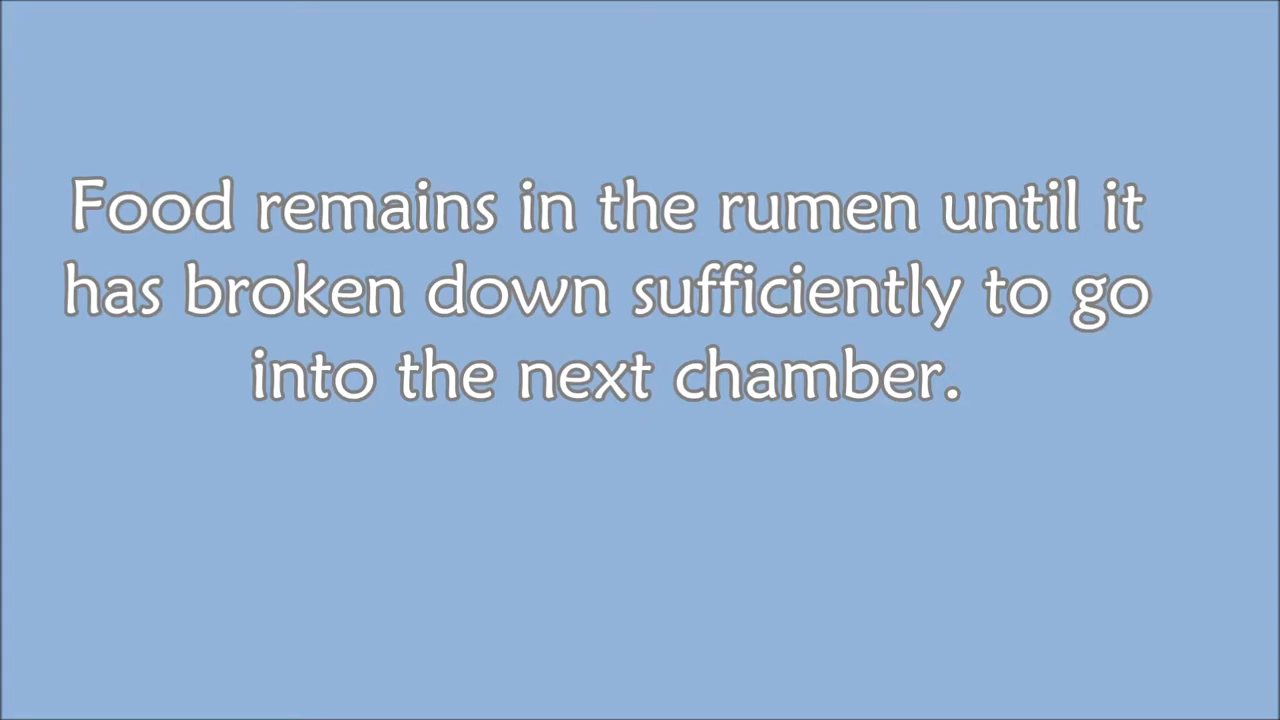 Food remains in the rumen until it
has broken down sufficiently to go
into the next chamber.